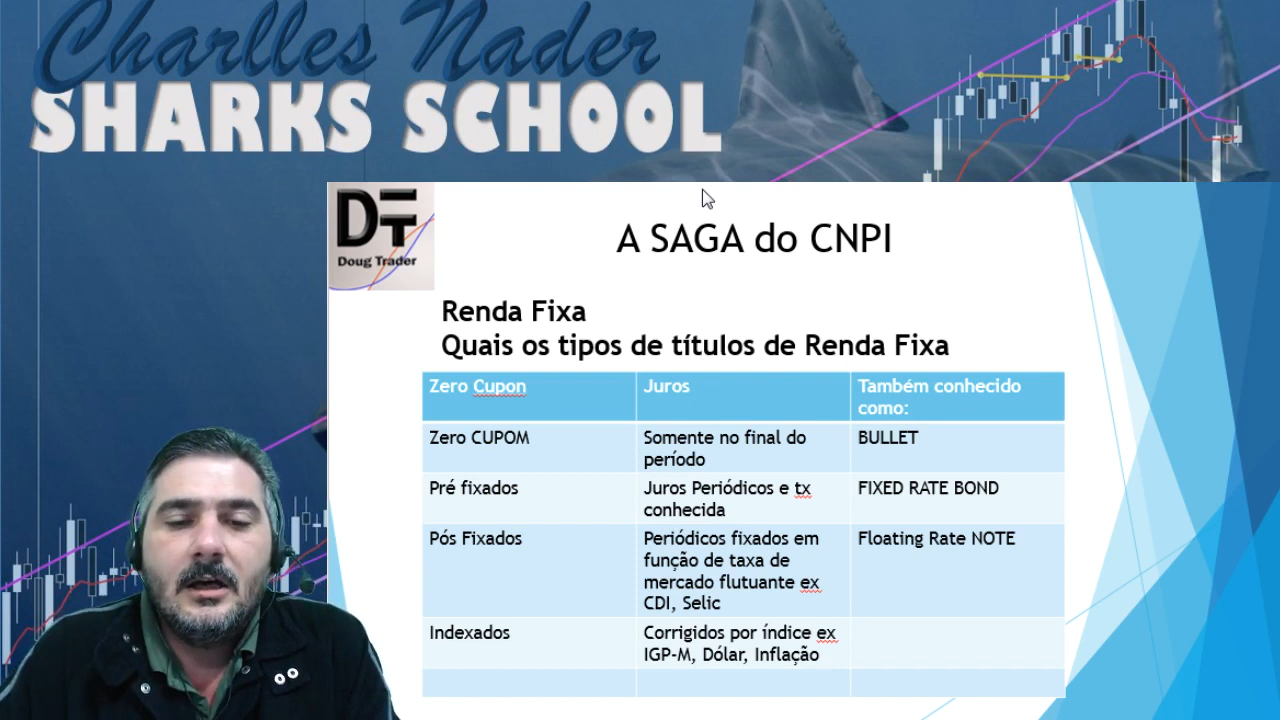 Charlles Nader
SHARKS SCHOOL
DT
Doug Trader
A SAGA do CNPI
Renda Fixa
Quais os tipos de títulos de Renda Fixa
Zero Cupon
Juros
Também conhecido
como:
Zero CUPOM
Somente no final do
período
BULLET
Pré fixados
Juros Periódicos e tx
conhecida
FIXED RATE BOND
Pós Fixados
Periódicos fixados em
função de taxa de
mercado flutuante ex
CDI, Selic
Floating Rate NOTE
Indexados
Corrigidos por índice ex
IGP-M, Dólar, Inflação